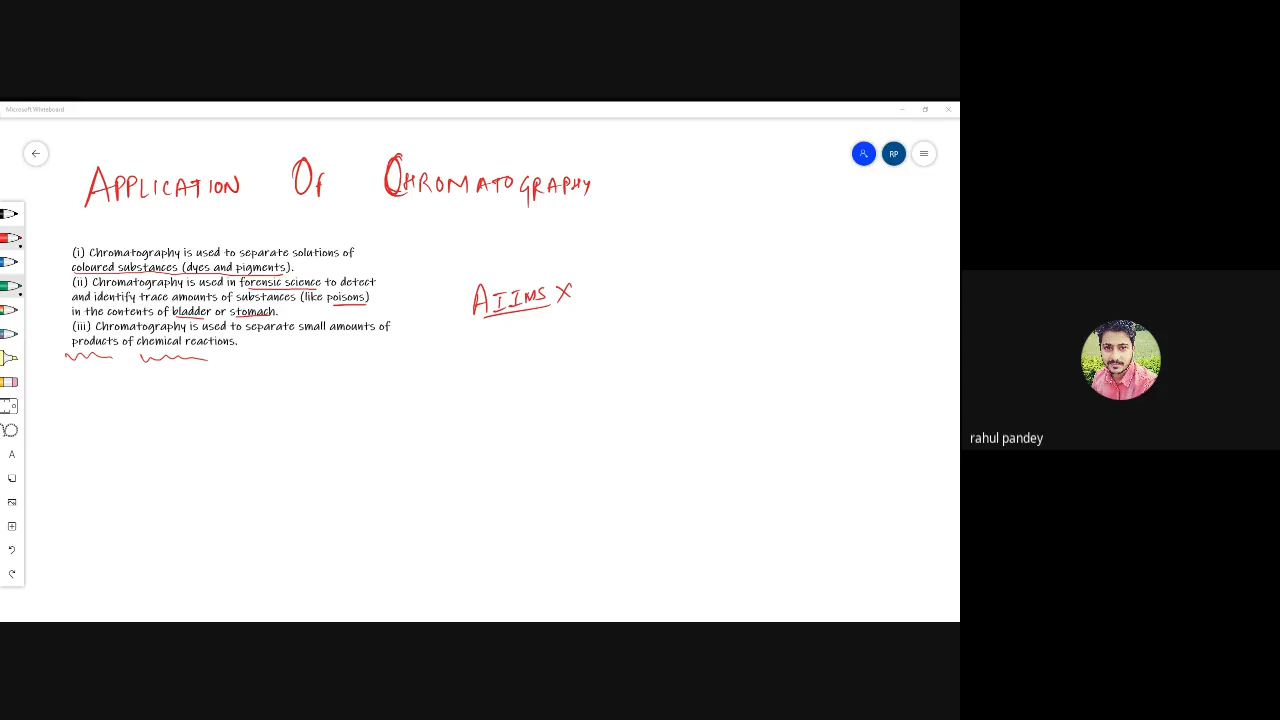 Microsoft Whiteboard
RP
APPLICATION Of CHROMATOGRAPHY
(i) Chromatography is used to separate solutions of
coloured substances (dyes and pigments).
(ii) Chromatography is used in forensic science to detect
and identify trace amounts of substances (like poisons)
in the contents of bladder or stomach.
(iii) Chromatography is used to separate small amounts of
products of chemical reactions.
AIIMS X
A
rahul pandey